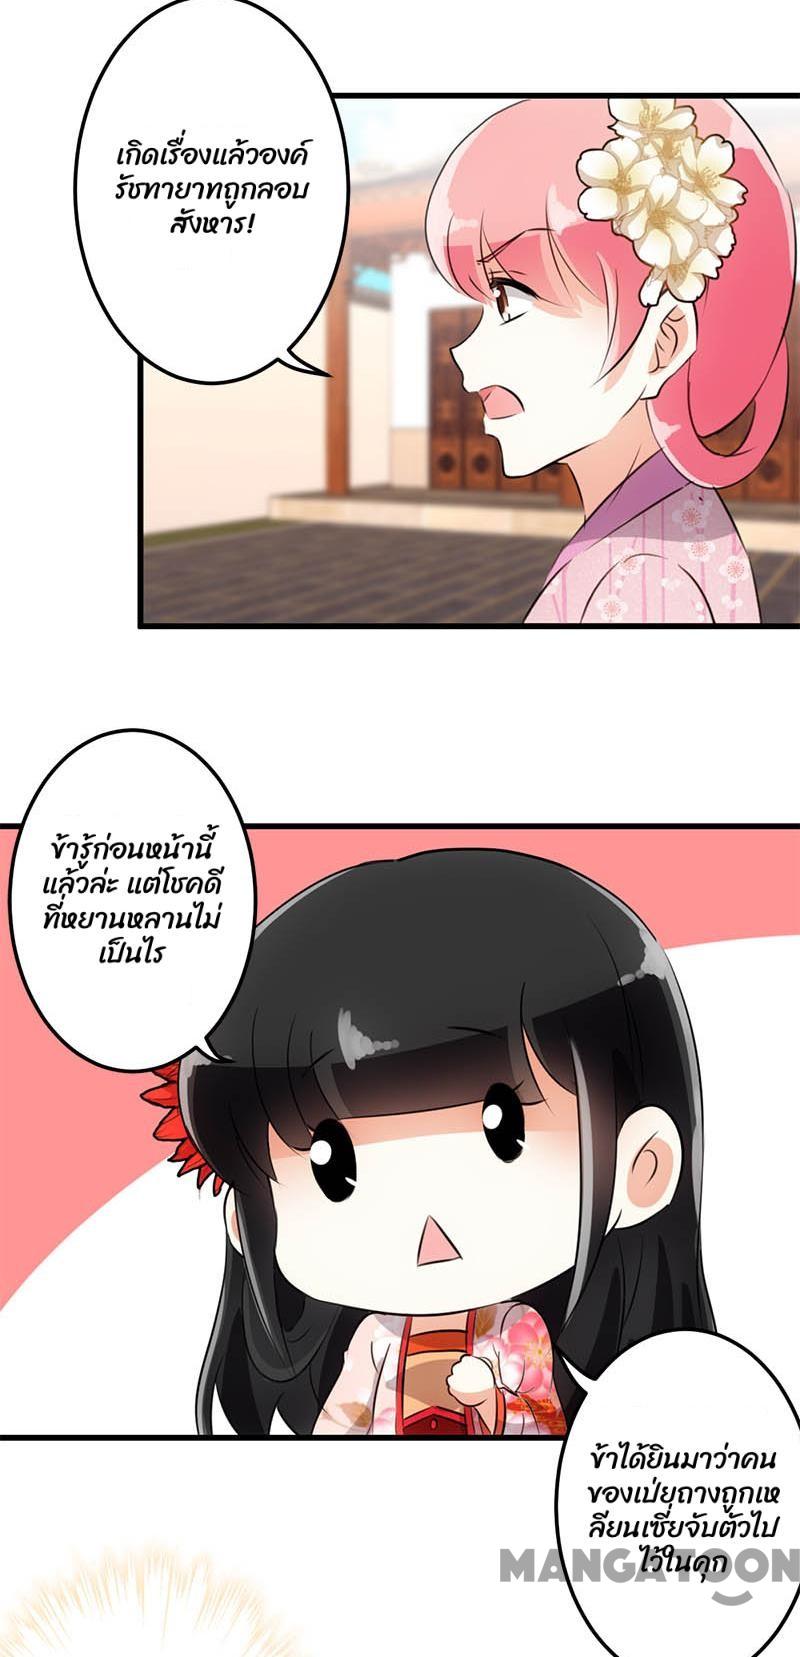 เกิดเรื่องแล้วองค์
รัชทายาทถูกลอบ
สังหาร!
ข้ารู้ก่อนหน้านี้
แล้วล่ะ แต่โชคดี
ที่หยานหลานไม่
เป็นไร
ข้าได้ยินมาว่าคน
ของเป่ยถางถูกเห
ลียนเซี่ยจับตัวไป
ไว้ในคุก
MANGATOON